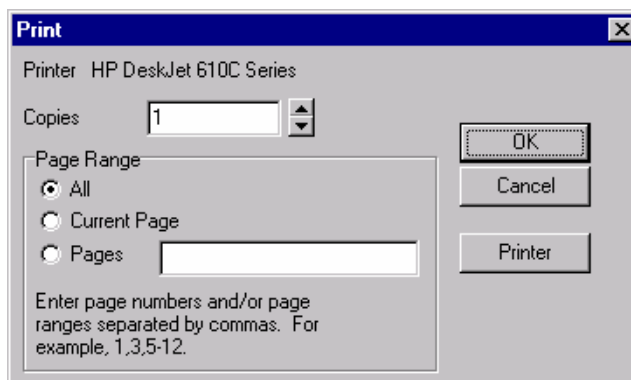 Print
Printer HP DeskJet 610C Series
Copies 1
OK
Page Range
All
Cancel
Current Page
Pages
Printer
Enter page numbers and/or page
ranges separated by commas. For
example, 1,3,5-12.